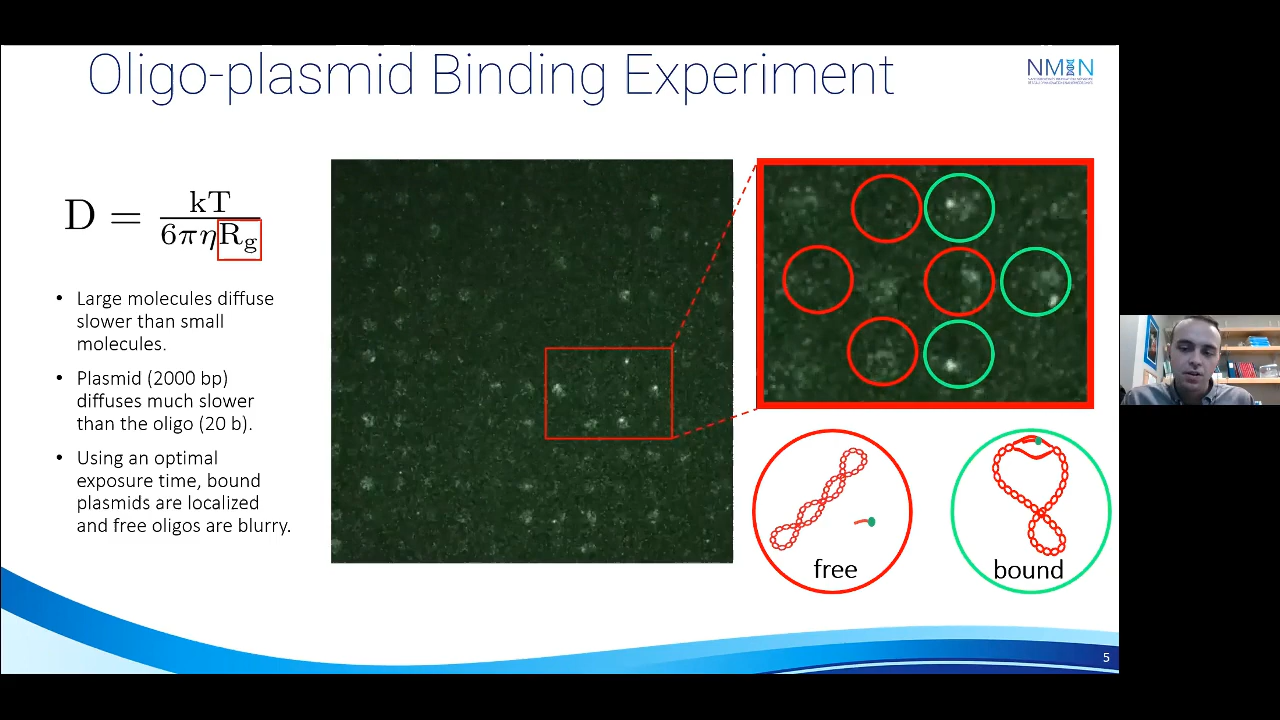 Oligo-plasmid Binding Experiment
NMIN
D = kT / 6πηRg
• Large molecules diffuse
slower than small
molecules.
• Plasmid (2000 bp)
diffuses much slower
than the oligo (20 b).
• Using an optimal
exposure time, bound
plasmids are localized
and free oligos are blurry.
free
bound
5